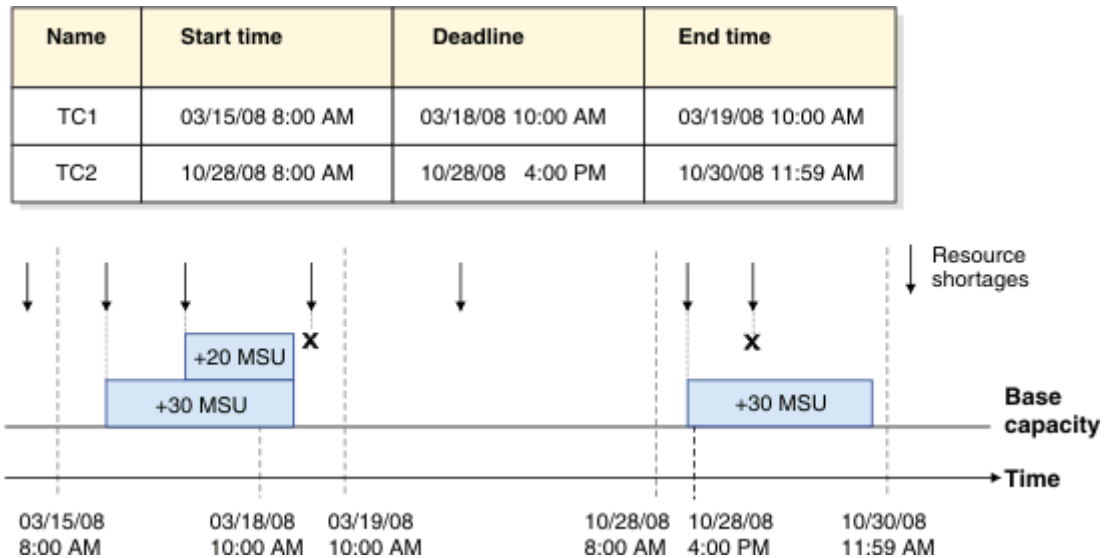 Name Start time Deadline End time
TC1 03/15/08 8:00 AM 03/18/08 10:00 AM 03/19/08 10:00 AM
TC2 10/28/08 8:00 AM 10/28/08 4:00 PM 10/30/08 11:59 AM
Resource
shortages
x x
+20 MSU
+30 MSU +30 MSU
Base
capacity
Time
03/15/08 03/18/08 03/19/08 10/28/08 10/28/08 10/30/08
8:00 AM 10:00 AM 10:00 AM 8:00 AM 4:00 PM 11:59 AM